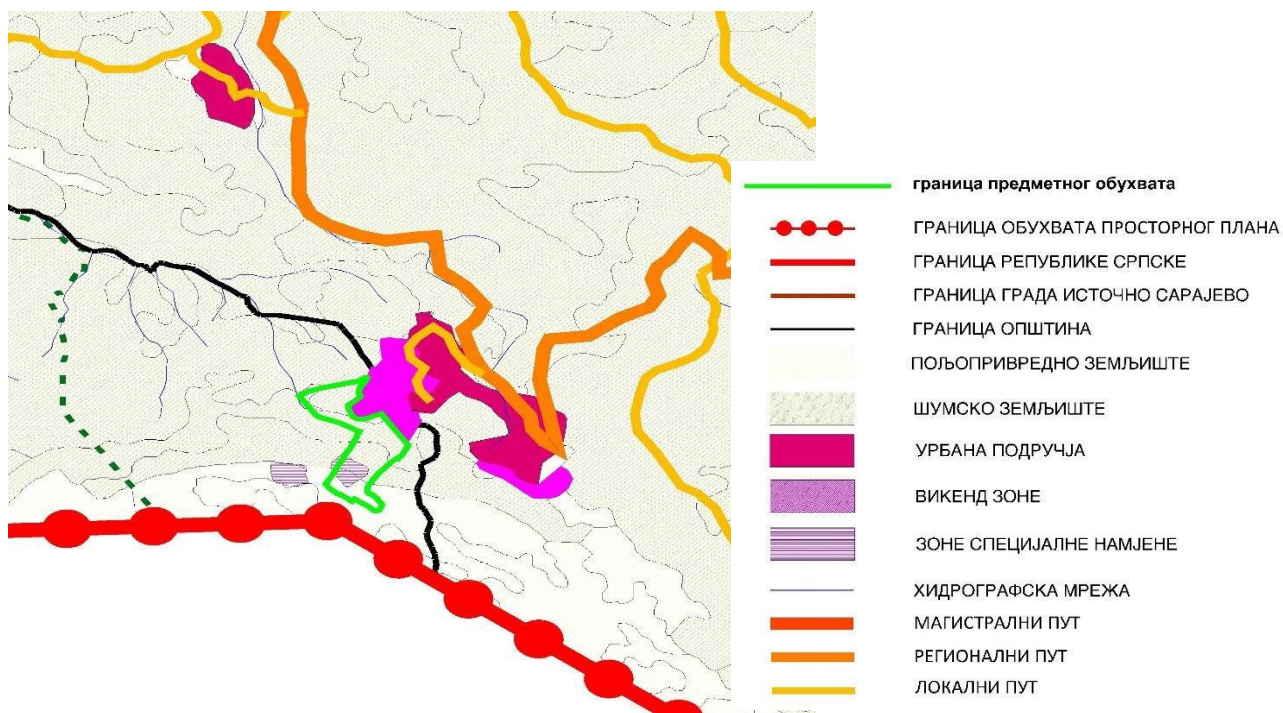 граница предметног обухвата
ГРАНИЦА ОБУХВАТА ПРОСТОРНОГ ПЛАНА
ГРАНИЦА РЕПУБЛИКЕ СРПСКЕ
ГРАНИЦА ГРАДА ИСТОЧНО САРАЈЕВО
ГРАНИЦА ОПШТИНА
ПОЉОПРИВРЕДНО ЗЕМЉИШТЕ
ШУМСКО ЗЕМЉИШТЕ
УРБАНА ПОДРУЧЈА
ВИКЕНД ЗОНЕ
ЗОНЕ СПЕЦИЈАЛНЕ НАМЈЕНЕ
ХИДРОГРАФСКА МРЕЖА
МАГИСТРАЛНИ ПУТ
РЕГИОНАЛНИ ПУТ
ЛОКАЛНИ ПУТ